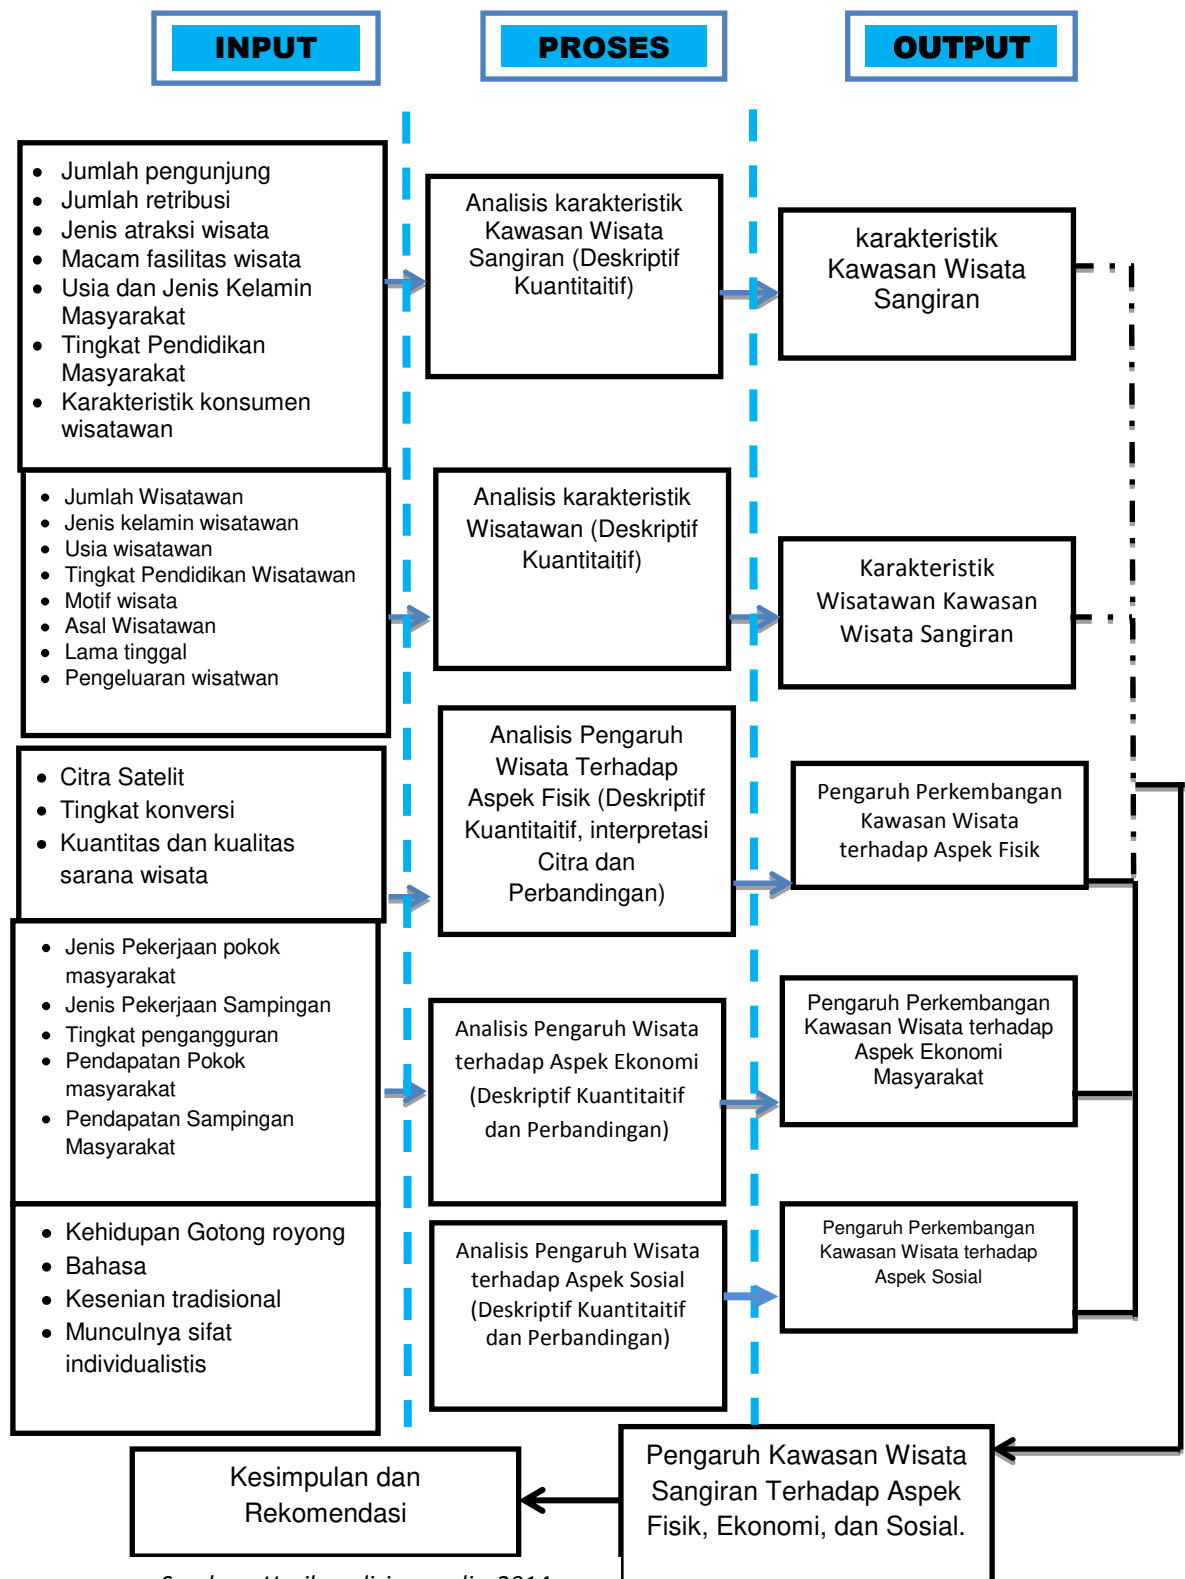 INPUT
PROSES
OUTPUT
Jumlah pengunjung
Jumlah retribusi
Jenis atraksi wisata
Macam fasilitas wisata
Usia dan Jenis Kelamin
Masyarakat
Tingkat Pendidikan
Masyarakat
Karakteristik konsumen
wisatawan
Analisis karakteristik
Kawasan Wisata
Sangiran (Deskriptif
Kuantitaitif)
karakteristik
Kawasan Wisata
Sangiran
Jumlah Wisatawan
Jenis kelamin wisatawan
Usia wisatawan
Tingkat Pendidikan Wisatawan
Motif wisata
Asal Wisatawan
Lama tinggal
Pengeluaran wisatwan
Analisis karakteristik
Wisatawan (Deskriptif
Kuantitaitif)
Karakteristik
Wisatawan Kawasan
Wisata Sangiran
Citra Satelit
Tingkat konversi
Kuantitas dan kualitas
sarana wisata
Analisis Pengaruh
Wisata Terhadap
Aspek Fisik (Deskriptif
Kuantitaitif, interpretasi
Citra dan
Perbandingan)
Pengaruh Perkembangan
Kawasan Wisata
terhadap Aspek Fisik
Jenis Pekerjaan pokok
masyarakat
Jenis Pekerjaan Sampingan
Tingkat pengangguran
Pendapatan Pokok
masyarakat
Pendapatan Sampingan
Masyarakat
Analisis Pengaruh Wisata
terhadap Aspek Ekonomi
(Deskriptif Kuantitaitif
dan Perbandingan)
Pengaruh Perkembangan
Kawasan Wisata terhadap
Aspek Ekonomi
Masyarakat
Kehidupan Gotong royong
Bahasa
Kesenian tradisional
Munculnya sifat
individualistis
Analisis Pengaruh Wisata
terhadap Aspek Sosial
(Deskriptif Kuantitaitif
dan Perbandingan)
Pengaruh Perkembangan
Kawasan Wisata terhadap
Aspek Sosial
Pengaruh Kawasan Wisata
Sangiran Terhadap Aspek
Fisik, Ekonomi, dan Sosial.
Kesimpulan dan
Rekomendasi
2014